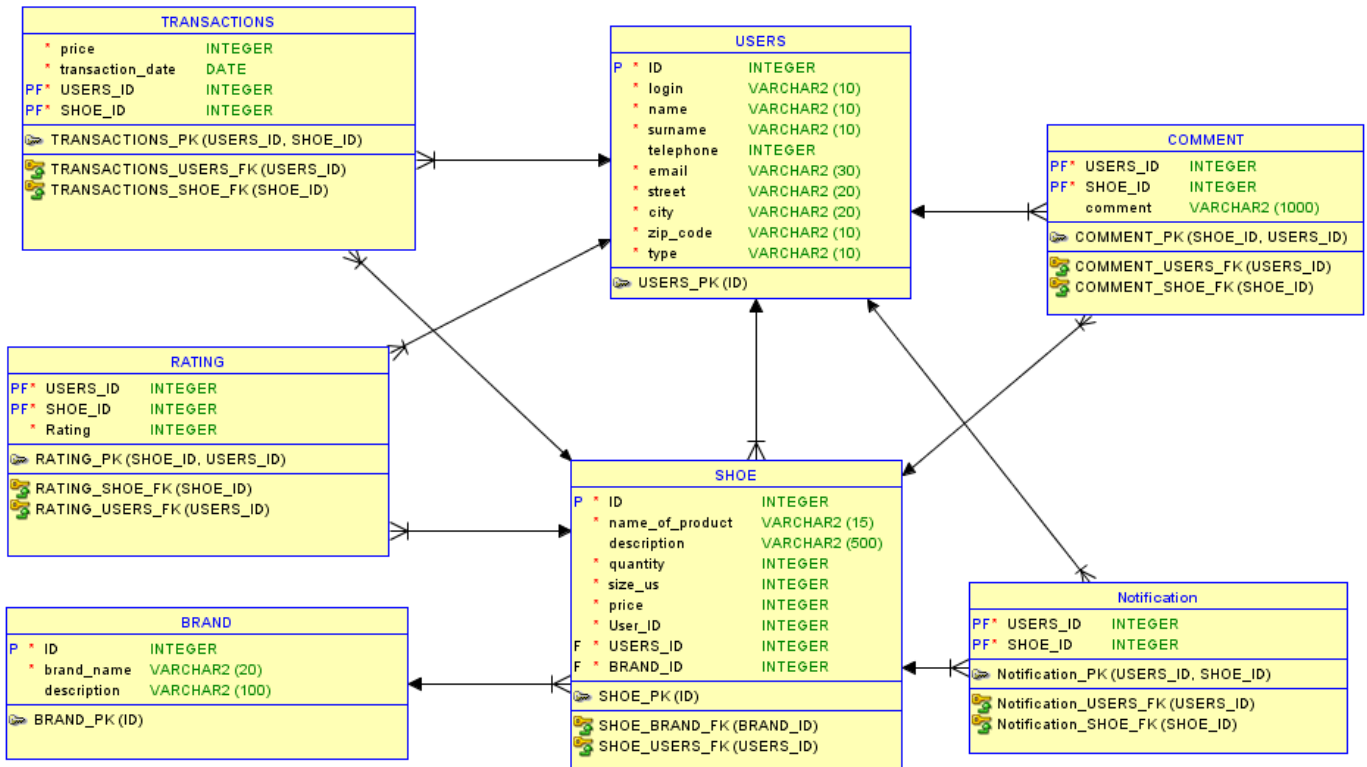 TRANSACTIONS
* price INTEGER
* transaction_date DATE
PF* USERS_ID INTEGER
PF* SHOE_ID INTEGER
TRANSACTIONS_PK (USERS_ID, SHOE_ID)
TRANSACTIONS_USERS_FK (USERS_ID)
TRANSACTIONS_SHOE_FK (SHOE_ID)
USERS
P * ID INTEGER
* login VARCHAR2 (10)
* name VARCHAR2 (10)
* surname VARCHAR2 (10)
telephone INTEGER
* email VARCHAR2 (30)
* street VARCHAR2 (20)
* city VARCHAR2 (20)
* zip_code VARCHAR2 (10)
* type VARCHAR2 (10)
USERS_PK (ID)
COMMENT
PF* USERS_ID INTEGER
PF* SHOE_ID INTEGER
comment VARCHAR2 (1000)
COMMENT_PK (SHOE_ID, USERS_ID)
COMMENT_USERS_FK (USERS_ID)
COMMENT_SHOE_FK (SHOE_ID)
RATING
PF* USERS_ID INTEGER
PF* SHOE_ID INTEGER
* Rating INTEGER
RATING_PK (SHOE_ID, USERS_ID)
RATING_SHOE_FK (SHOE_ID)
RATING_USERS_FK (USERS_ID)
SHOE
P * ID INTEGER
* name_of_product VARCHAR2 (15)
description VARCHAR2 (500)
* quantity INTEGER
* size_us INTEGER
* price INTEGER
* User_ID INTEGER
F * USERS_ID INTEGER
F * BRAND_ID INTEGER
SHOE_PK (ID)
SHOE_BRAND_FK (BRAND_ID)
SHOE_USERS_FK (USERS_ID)
BRAND
P * ID INTEGER
* brand_name VARCHAR2 (20)
description VARCHAR2 (100)
BRAND_PK (ID)
Notification
PF* USERS_ID INTEGER
PF* SHOE_ID INTEGER
Notification_PK (USERS_ID, SHOE_ID)
Notification_USERS_FK (USERS_ID)
Notification_SHOE_FK (SHOE_ID)